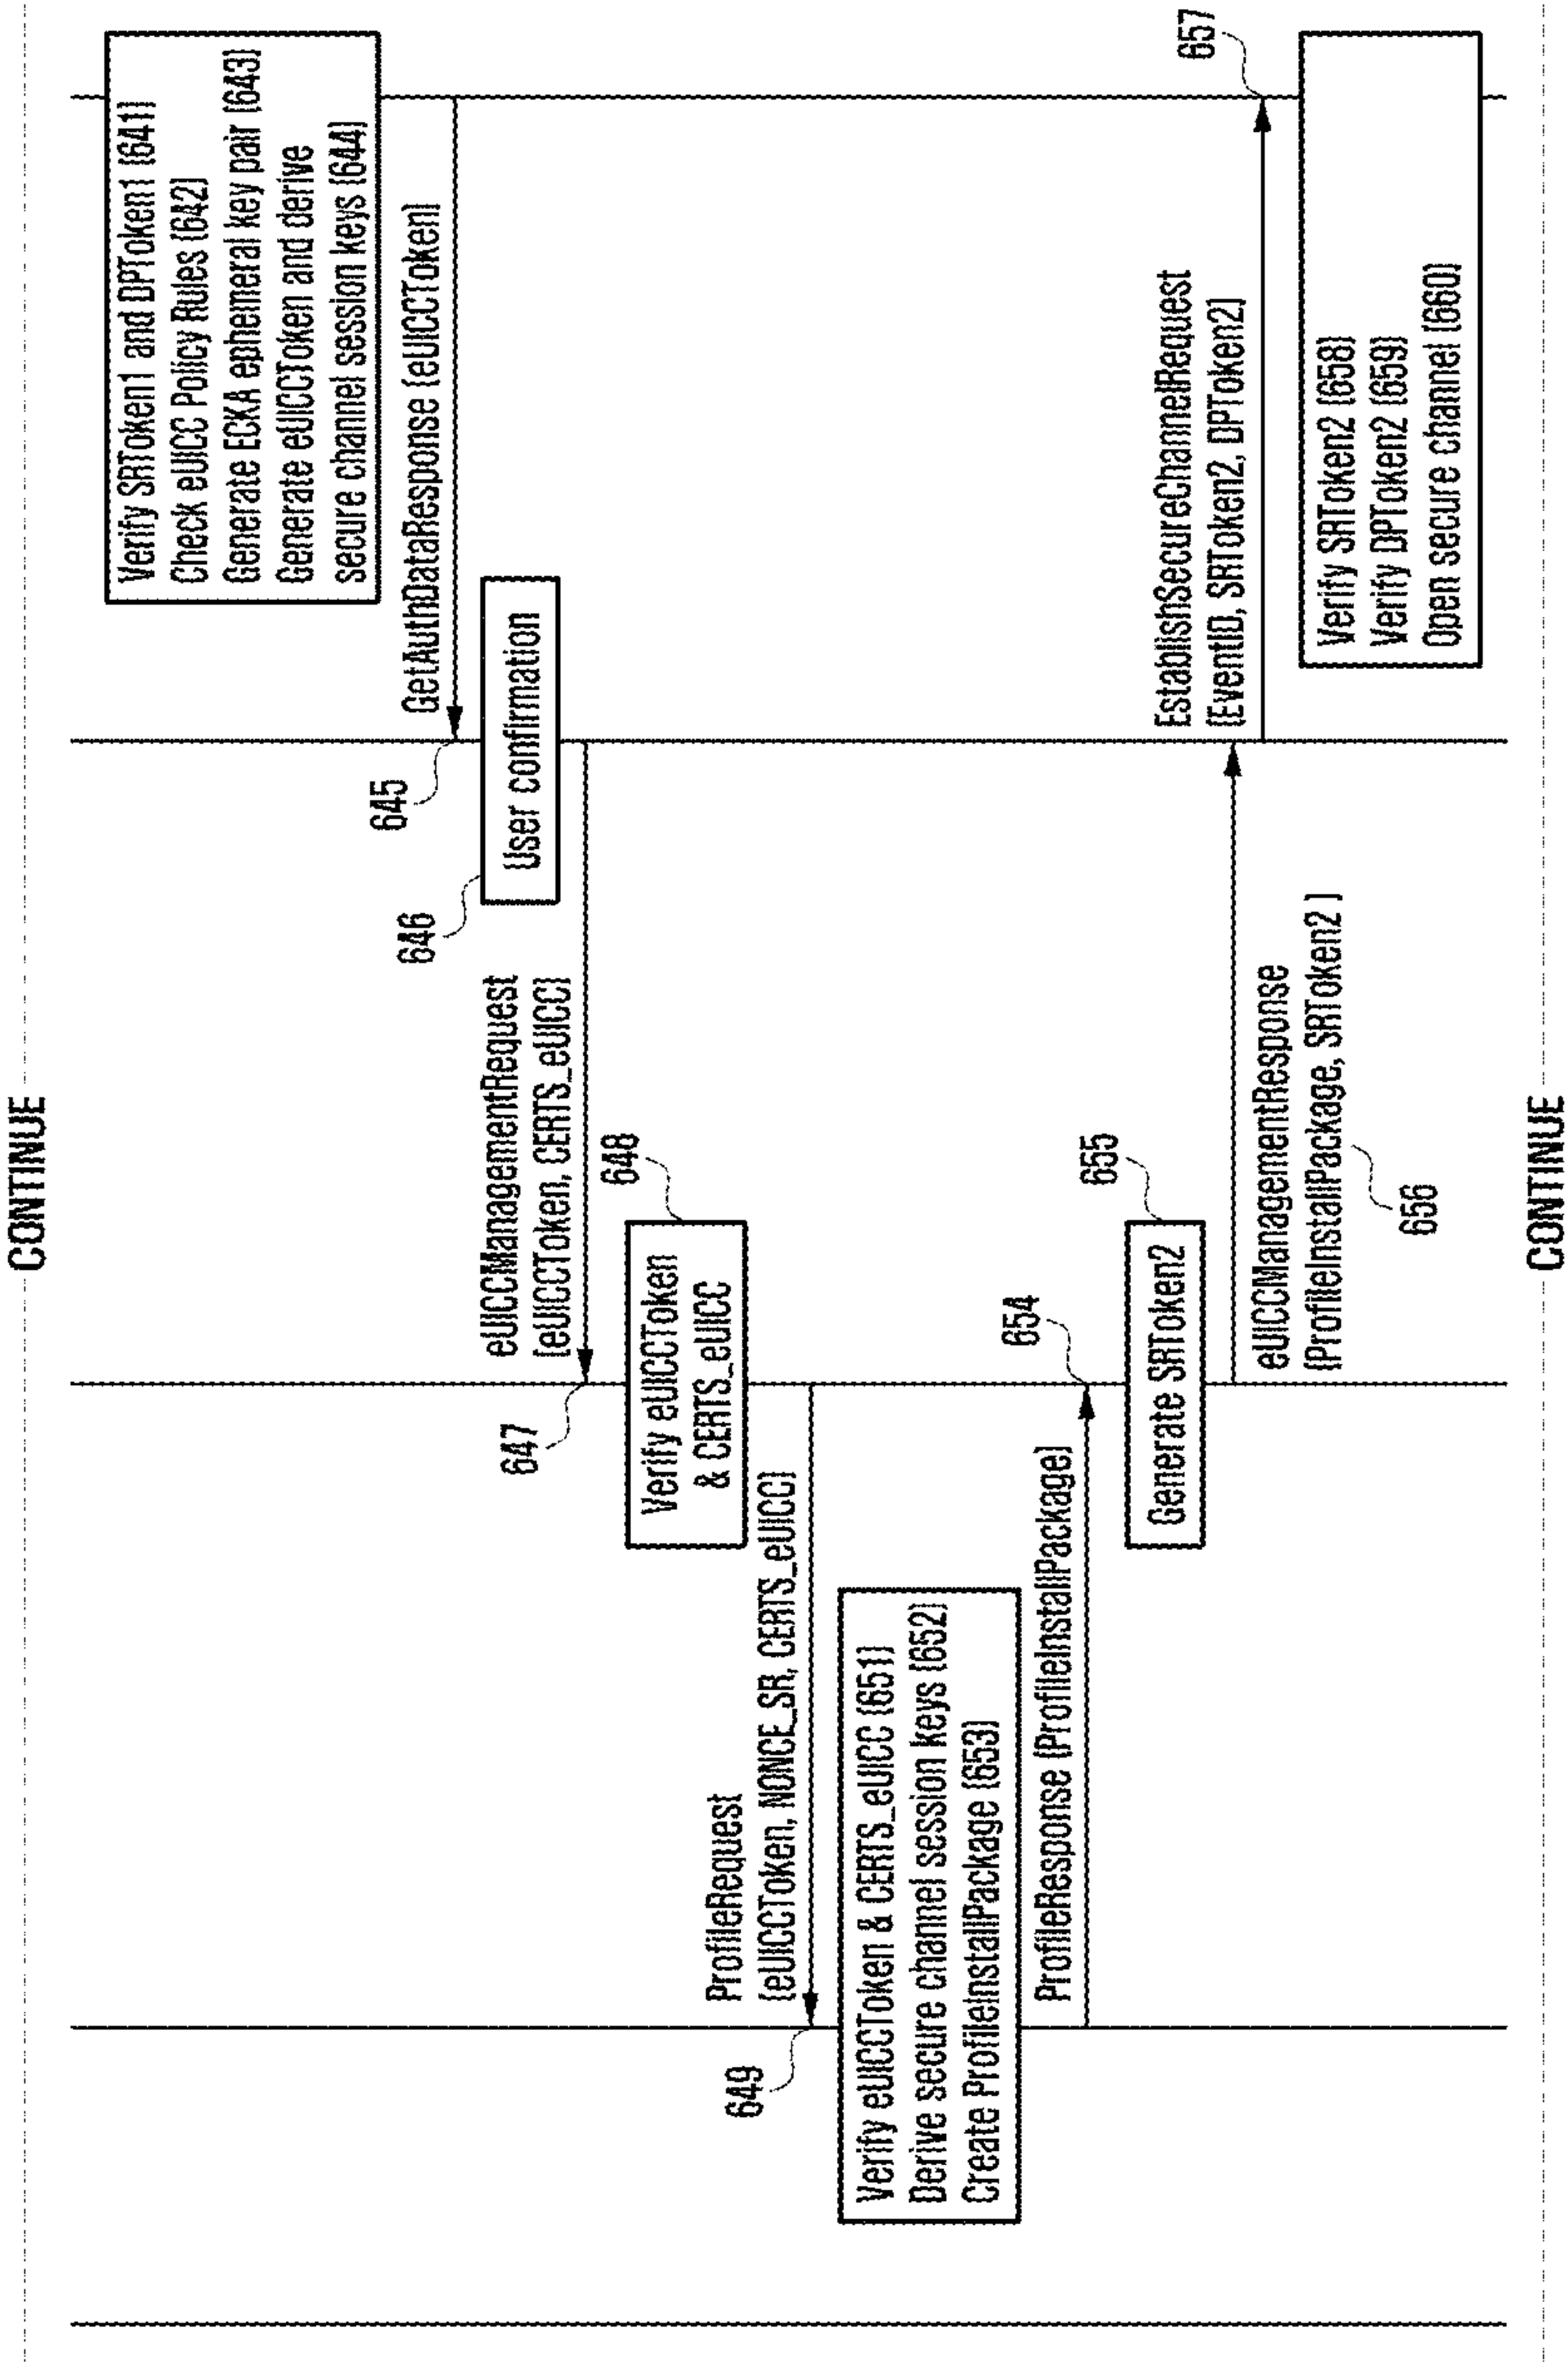 CONTINUE
Verify SRToken1 and DPToken1 (641)
Check eUICC Policy Rules (642)
Generate ECKA ephemeral key pair (643)
Generate eUICCToken and derive
secure channel session keys (644)
GetAuthDataResponse (eUICCToken)
645
User confirmation
646
eUICCManagementRequest
(eUICCToken, CERTS_eUICC)
647
Verify eUICCToken
& CERTS_eUICC
648
ProfileRequest
(eUICCToken, NONCE_SR, CERTS_eUICC)
649
Verify eUICCToken & CERTS_eUICC (651)
Derive secure channel session keys (652)
Create ProfileInstallPackage (653)
ProfileResponse (ProfileInstallPackage)
654
Generate SRToken2
655
eUICCManagementResponse
(ProfileInstallPackage, SRToken2 )
656
EstablishSecureChannelRequest
(EventID, SRToken2, DPToken2)
657
Verify SRToken2 (658)
Verify DPToken2 (659)
Open secure channel (660)
CONTINUE